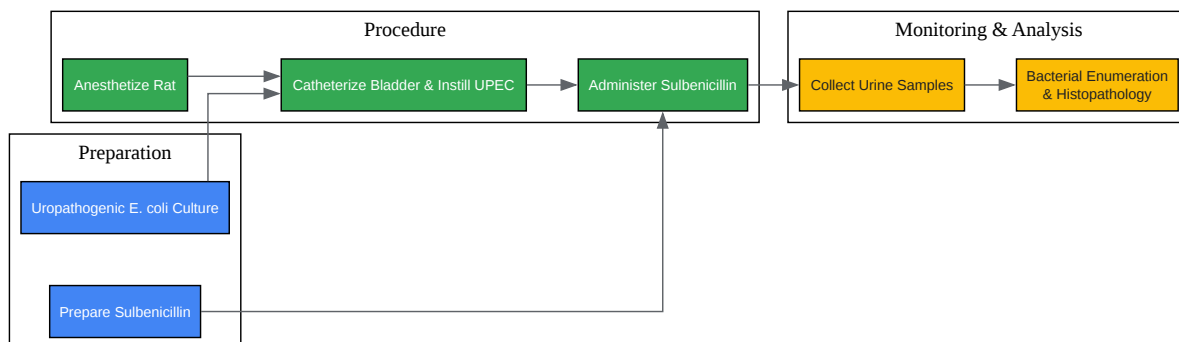 Procedure
Anesthetize Rat
Catheterize Bladder & Instill UPEC
Administer Sulbenicillin
Monitoring & Analysis
Collect Urine Samples
Bacterial Enumeration
& Histopathology
Preparation
Uropathogenic E. coli Culture
Prepare Sulbenicillin